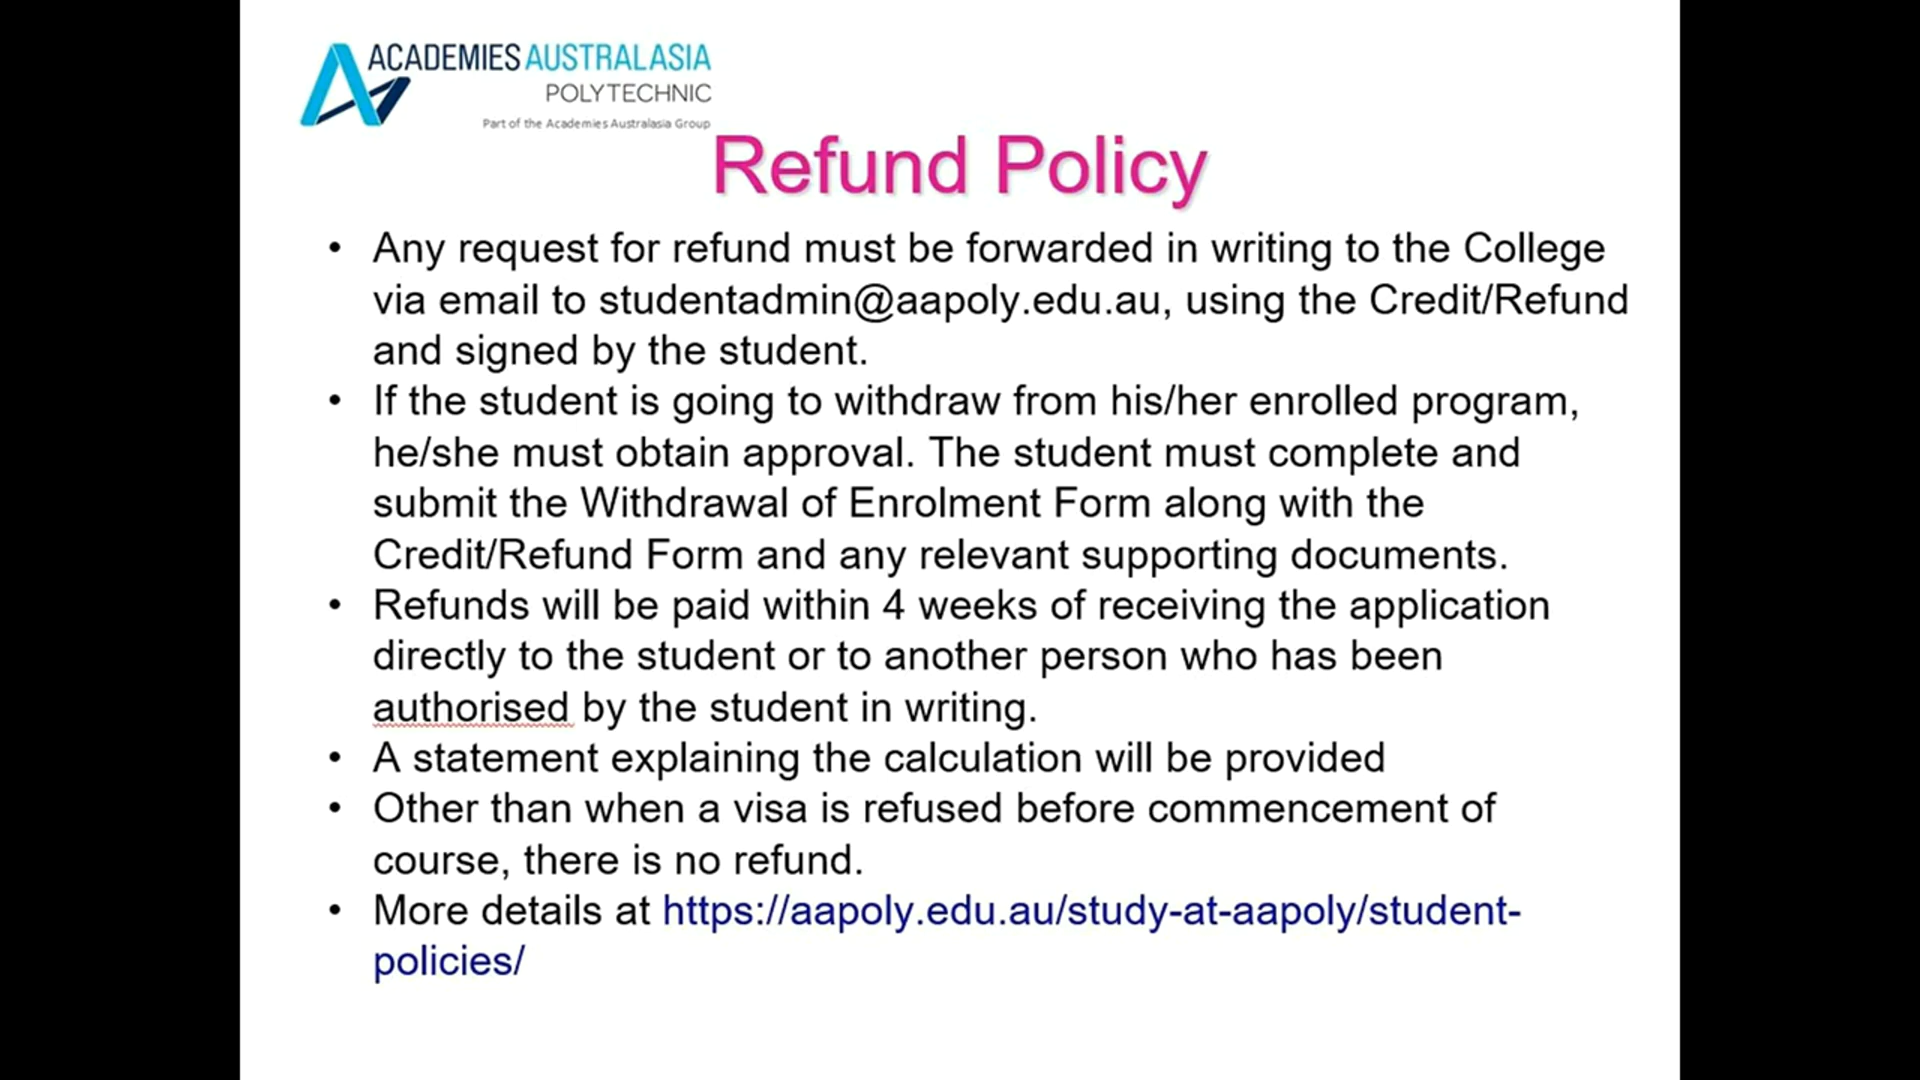 ACADEMIES AUSTRALASIA
POLYTECHNIC
Part of the Academies Australasia Group
Refund Policy
• Any request for refund must be forwarded in writing to the College
via email to studentadmin@aapoly.edu.au, using the Credit/Refund
and signed by the student.
• If the student is going to withdraw from his/her enrolled program,
he/she must obtain approval. The student must complete and
submit the Withdrawal of Enrolment Form along with the
Credit/Refund Form and any relevant supporting documents.
• Refunds will be paid within 4 weeks of receiving the application
directly to the student or to another person who has been
authorised by the student in writing.
• A statement explaining the calculation will be provided
• Other than when a visa is refused before commencement of
course, there is no refund.
• More details at https://aapoly.edu.au/study-at-aapoly/student-
policies/